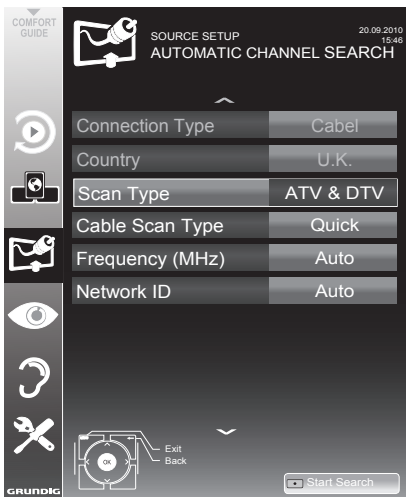 COMFORT
GUIDE
SOURCE SETUP
20.09.2010
15:46
AUTOMATIC CHANNEL SEARCH
Connection Type Cabel
Country U.K.
Scan Type ATV & DTV
Cable Scan Type Quick
Frequency (MHz) Auto
Network ID Auto
Exit
Back
OK
Start Search
GRUNDIG